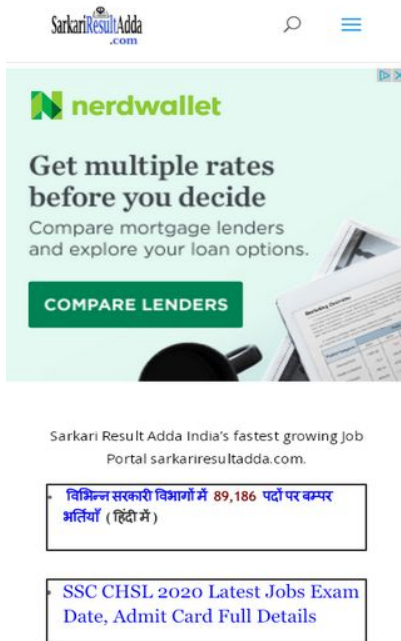 SarkariResultAdda
.com
nerdwallet
Get multiple rates
before you decide
Compare mortgage lenders
and explore your loan options.
COMPARE LENDERS
Sarkari Result Adda India's fastest growing Job
Portal sarkariresultadda.com.
विभिन्न सरकारी विभागों में 89,186 पदों पर बम्पर
भर्तियाँ (हिंदी में)
SSC CHSL 2020 Latest Jobs Exam
Date, Admit Card Full Details